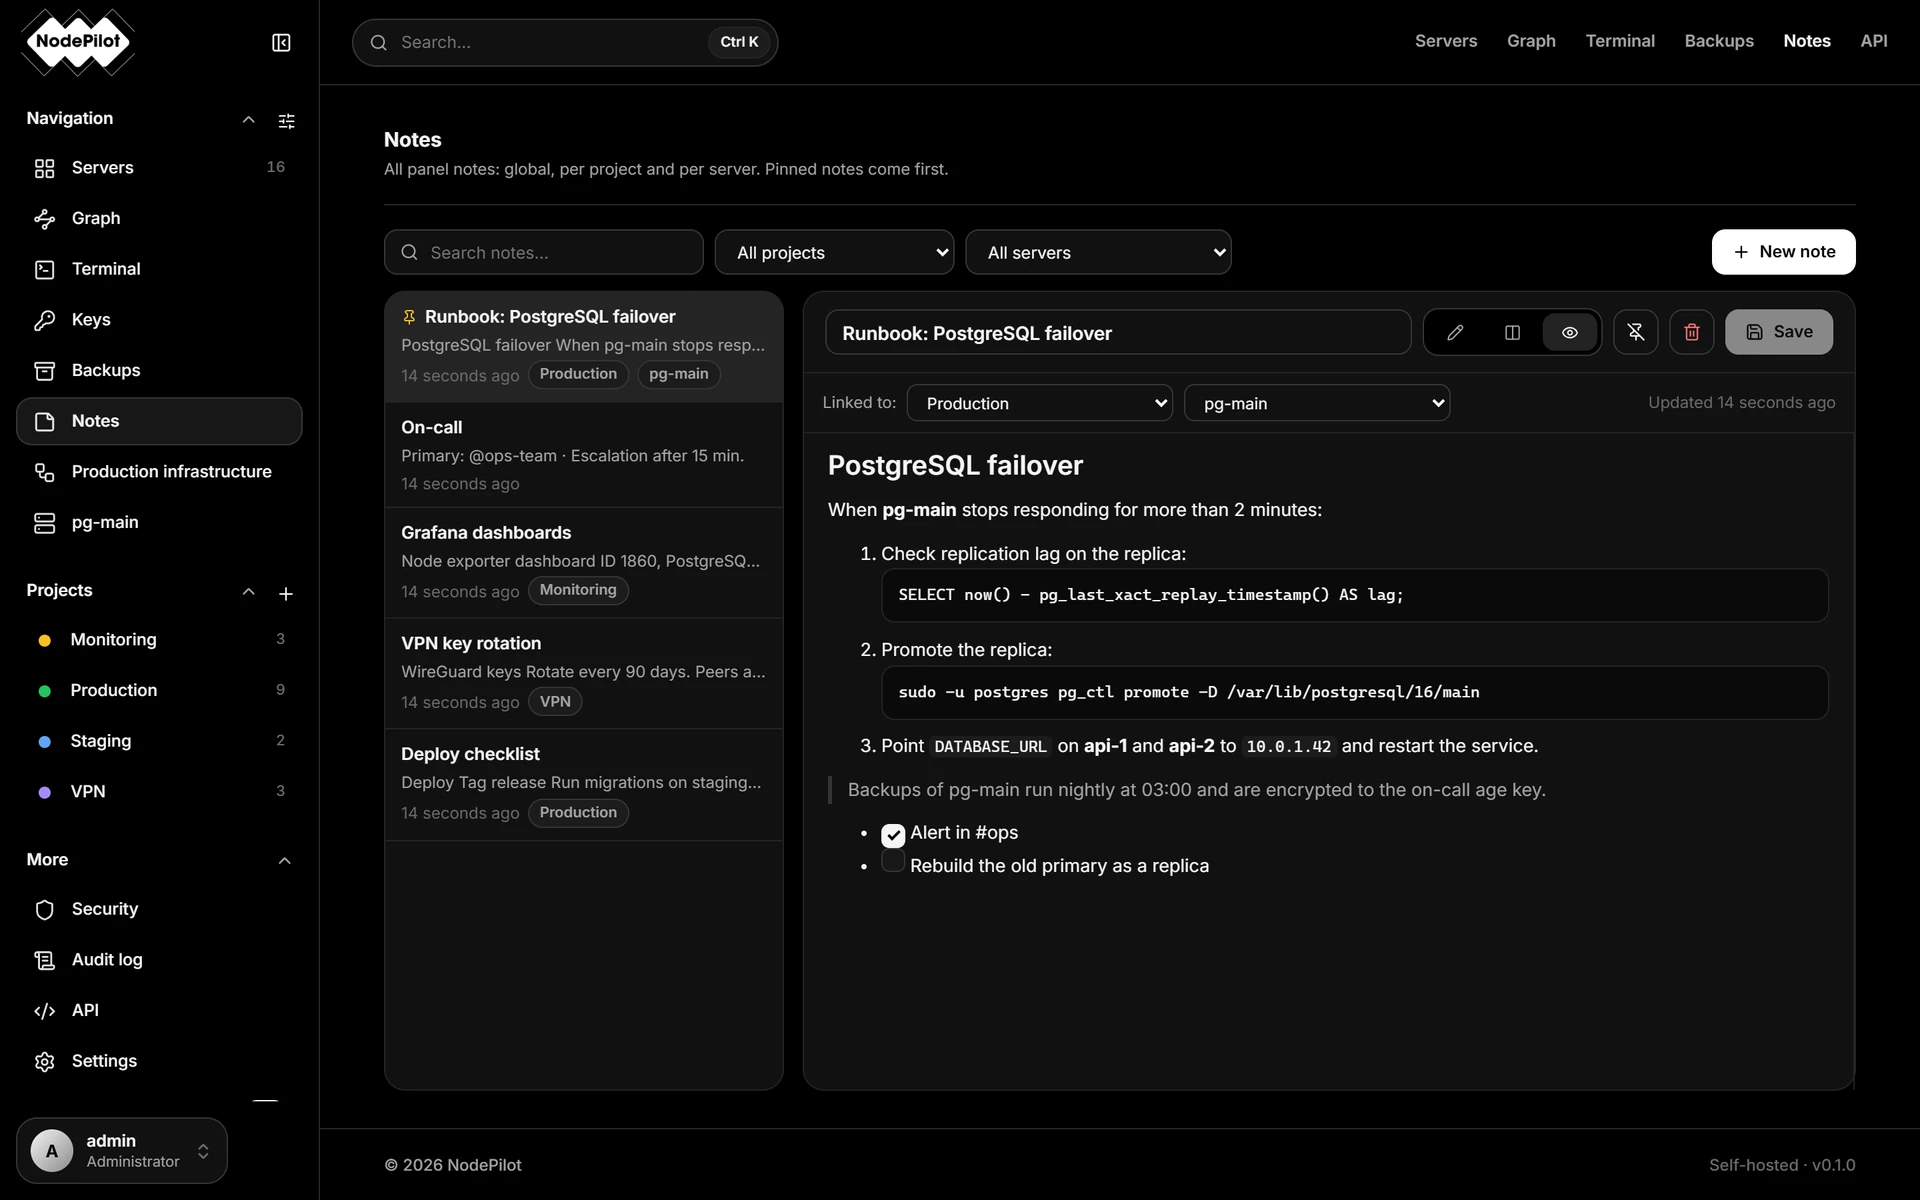 NodePilot
Search...
Ctrl K
Servers
Graph
Terminal
Backups
Notes
API
Navigation
Servers 16
Graph
Terminal
Keys
Backups
Notes
Production infrastructure
pg-main
Projects
Monitoring 3
Production 9
Staging 2
VPN 3
More
Security
Audit log
API
Settings
A
admin
Administrator
Notes
All panel notes: global, per project and per server. Pinned notes come first.
Search notes...
All projects
All servers
New note
Runbook: PostgreSQL failover
PostgreSQL failover When pg-main stops resp...
14 seconds ago Production pg-main
On-call
Primary: @ops-team · Escalation after 15 min.
14 seconds ago
Grafana dashboards
Node exporter dashboard ID 1860, PostgreSQ...
14 seconds ago Monitoring
VPN key rotation
WireGuard keys Rotate every 90 days. Peers a...
14 seconds ago VPN
Deploy checklist
Deploy Tag release Run migrations on staging...
14 seconds ago Production
Runbook: PostgreSQL failover
Save
Linked to: Production pg-main Updated 14 seconds ago
PostgreSQL failover
When pg-main stops responding for more than 2 minutes:
1. Check replication lag on the replica:
SELECT now() - pg_last_xact_replay_timestamp() AS lag;
2. Promote the replica:
sudo -u postgres pg_ctl promote -D /var/lib/postgresql/16/main
3. Point DATABASE_URL on api-1 and api-2 to 10.0.1.42 and restart the service.
Backups of pg-main run nightly at 03:00 and are encrypted to the on-call age key.
• Alert in #ops
• Rebuild the old primary as a replica
© 2026 NodePilot
Self-hosted · v0.1.0